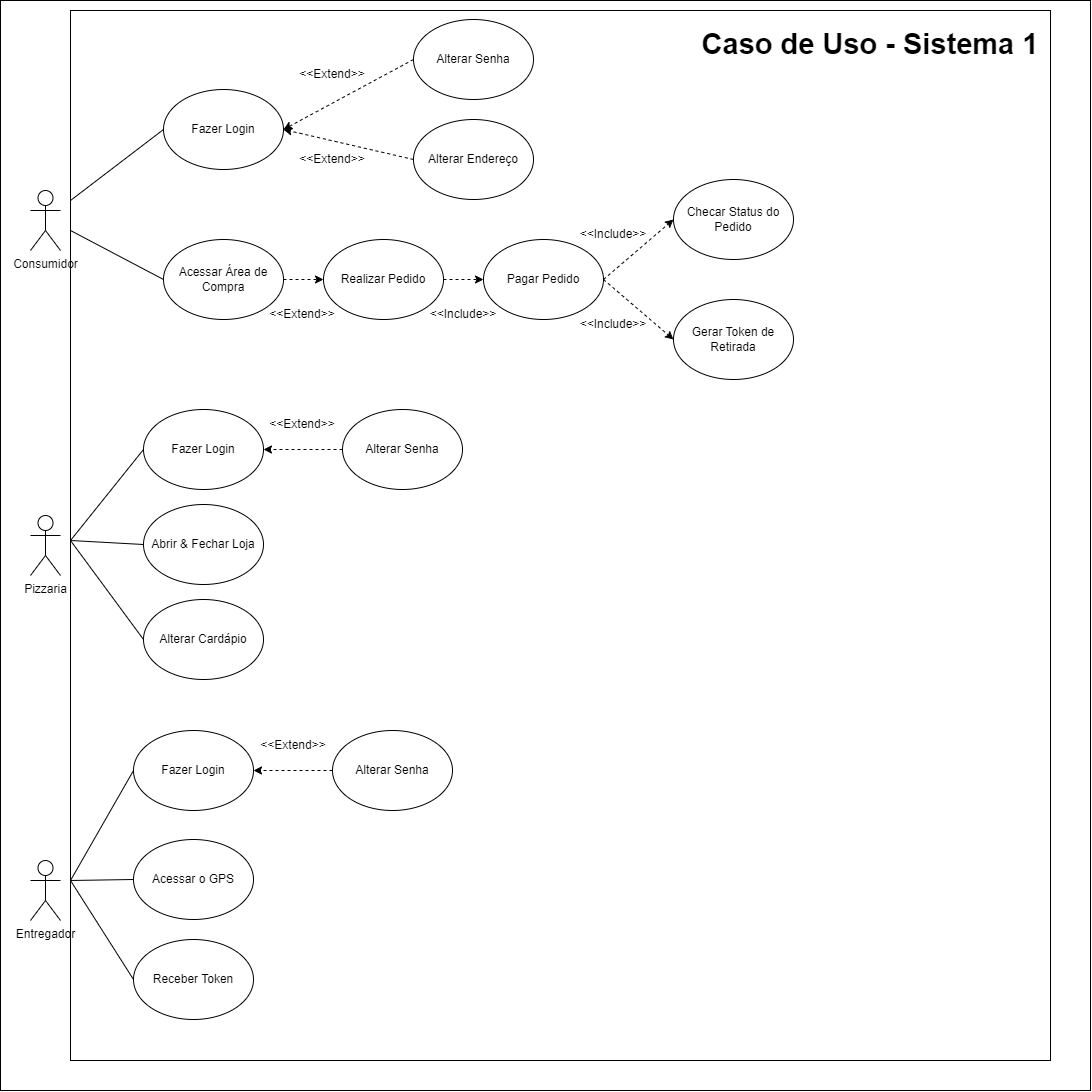 Caso de Uso - Sistema 1
Alterar Senha
<<Extend>>
Fazer Login
<<Extend>>
Alterar Endereço
Checar Status do
Pedido
<<Include>>
Consumidor
Acessar Área de
Compra
Realizar Pedido
Pagar Pedido
<<Extend>>
<<Include>>
<<Include>>
Gerar Token de
Retirada
<<Extend>>
Fazer Login
Alterar Senha
Abrir & Fechar Loja
Pizzaria
Alterar Cardápio
<<Extend>>
Fazer Login
Alterar Senha
Acessar o GPS
Entregador
Receber Token